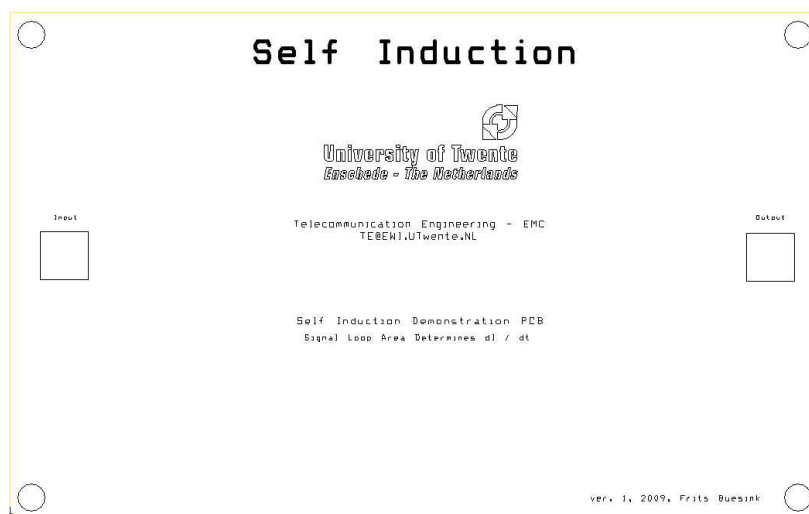 Self Induction
University of Twente
Enschede - The Netherlands
Input
Output
Telecommunication Engineering - EMC
TE@EWI.UTwente.NL
Self Induction Demonstration PCB
Signal Loop Area Determines dI / dt
ver. 1, 2009, Frits Buesink